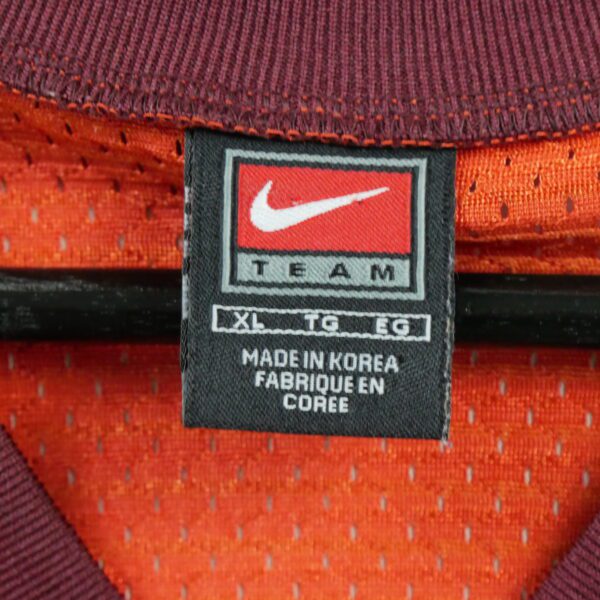 TEAM
XL TG EG
MADE IN KOREA
FABRIQUE EN
COREE